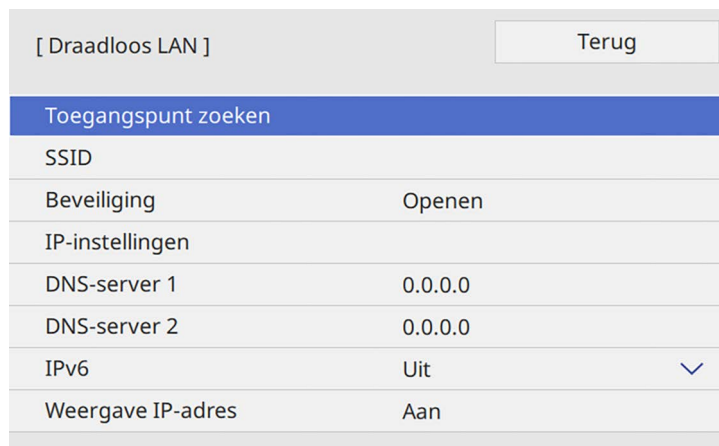 [ Draadloos LAN ] Terug
Toegangspunt zoeken
SSID
Beveiliging Openen
IP-instellingen
DNS-server 1 0.0.0.0
DNS-server 2 0.0.0.0
IPv6 Uit
Weergave IP-adres Aan